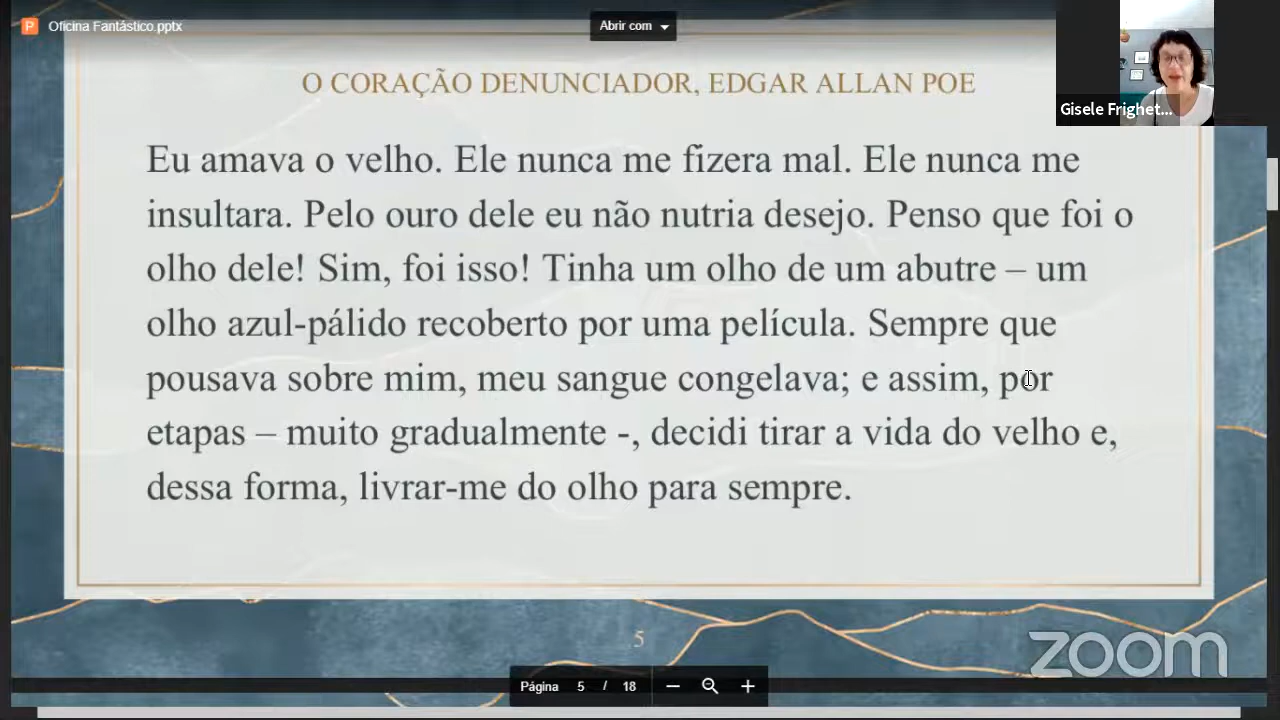 Oficina Fantástico.pptx
Abrir com
Gisele Frighet...
O CORAÇÃO DENUNCIADOR, EDGAR ALLAN POE
Eu amava o velho. Ele nunca me fizera mal. Ele nunca me
insultara. Pelo ouro dele eu não nutria desejo. Penso que foi o
olho dele! Sim, foi isso! Tinha um olho de um abutre – um
olho azul-pálido recoberto por uma película. Sempre que
pousava sobre mim, meu sangue congelava; e assim, por
etapas – muito gradualmente -, decidi tirar a vida do velho e,
dessa forma, livrar-me do olho para sempre.
5
zoom
Página 5 / 18